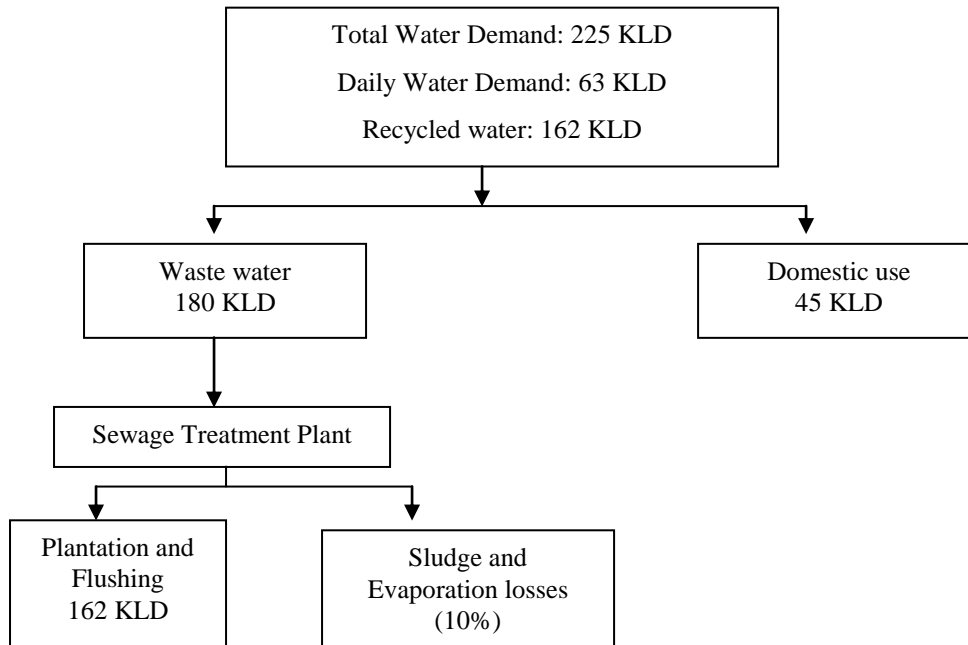 Total Water Demand: 225 KLD
Daily Water Demand: 63 KLD
Recycled water: 162 KLD
Waste water
180 KLD
Domestic use
45 KLD
Sewage Treatment Plant
Plantation and
Flushing
162 KLD
Sludge and
Evaporation losses
(10%)